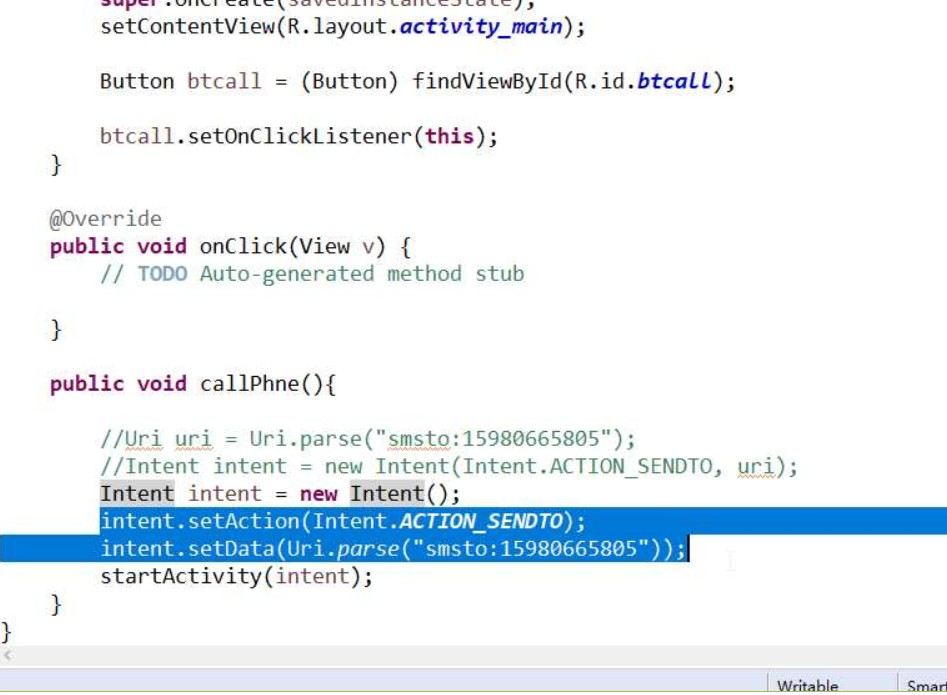 super.onCreate(savedInstanceState);
setContentView(R.layout.activity_main);
Button btcall = (Button) findViewById(R.id.btcall);
btcall.setOnClickListener(this);
}
@Override
public void onClick(View v) {
// TODO Auto-generated method stub
}
public void callPhne(){
//Uri uri = Uri.parse("smsto:15980665805");
//Intent intent = new Intent(Intent.ACTION_SENDTO, uri);
Intent intent = new Intent();
intent.setAction(Intent.ACTION_SENDTO);
intent.setData(Uri.parse("smsto:15980665805"));
startActivity(intent);
}
}
Writable
Smar